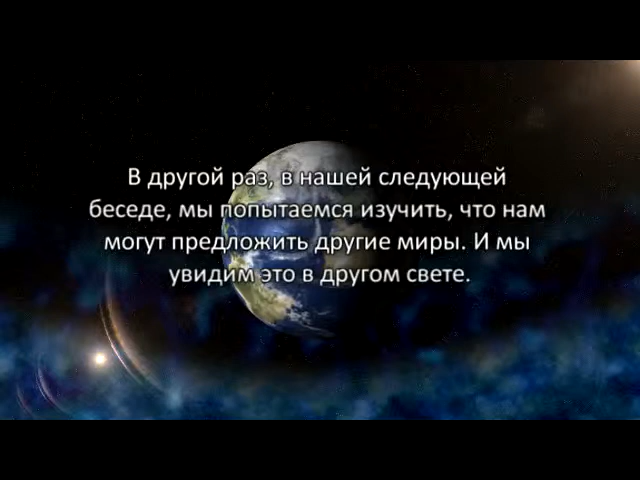 В другой раз, в нашей следующей
беседе, мы попытаемся изучить, что нам
могут предложить другие миры. И мы
увидим это в другом свете.